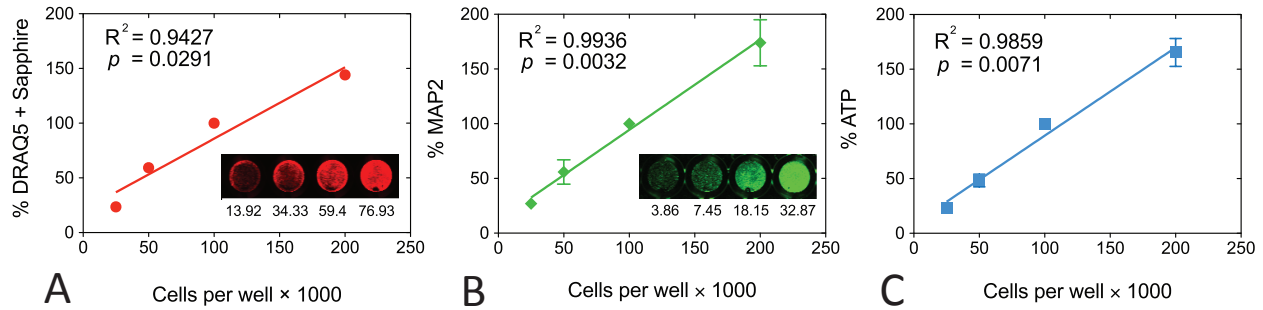 200
150
100
50
0
% DRAQ5 + Sapphire
R² = 0.9427
p = 0.0291
13.92 34.33 59.4 76.93
0 50 100 150 200 250
Cells per well × 1000
A
200
150
100
50
0
% MAP2
R² = 0.9936
p = 0.0032
3.86 7.45 18.15 32.87
0 50 100 150 200 250
Cells per well × 1000
B
200
150
100
50
0
% ATP
R² = 0.9859
p = 0.0071
0 50 100 150 200 250
Cells per well × 1000
C